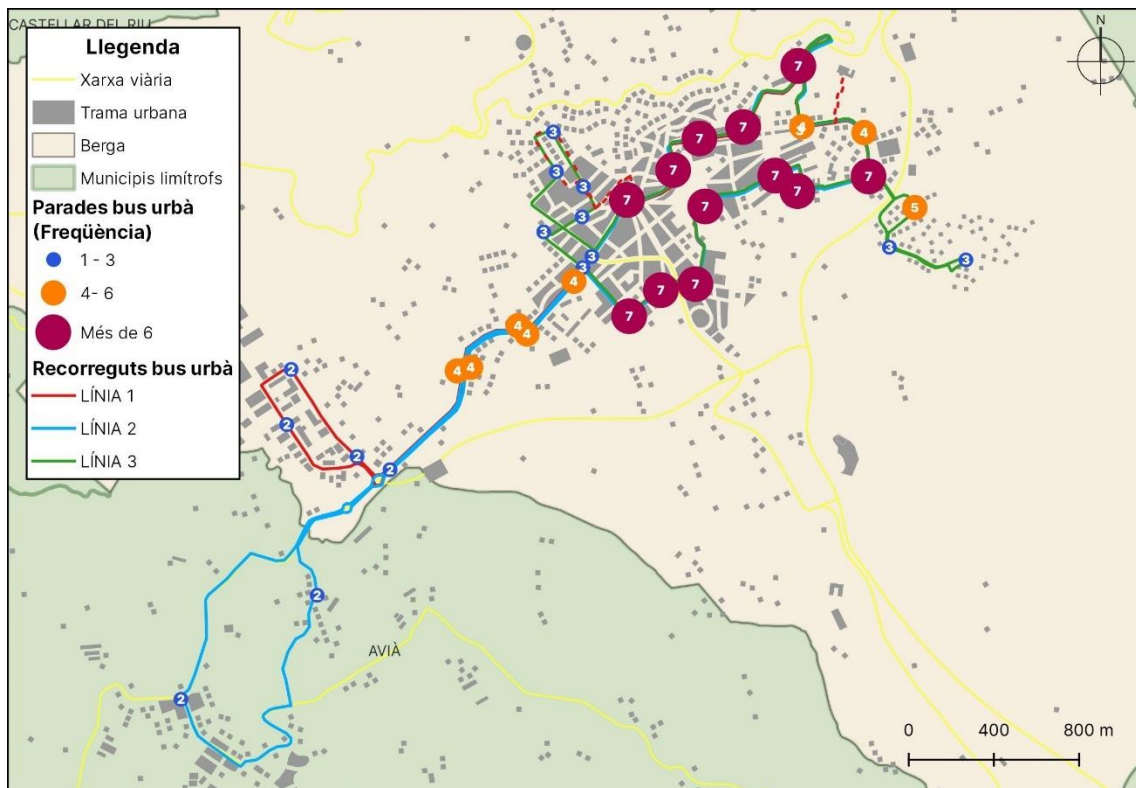 CASTELLAR DEL RIU
Llegenda
Xarxa viària
Trama urbana
Berga
Municipis limítrofs
Parades bus urbà
(Freqüència)
1 - 3
4- 6
Més de 6
Recorreguts bus urbà
LÍNIA 1
LÍNIA 2
LÍNIA 3
N
7
7
7
4
4
3
7
7
3
7
3
7
7
7
7
5
3
3
3
3
3
3
3
4
7
7
7
4
4
4
4
2
2
2
2
2
AVIÀ
2
0 400 800 m